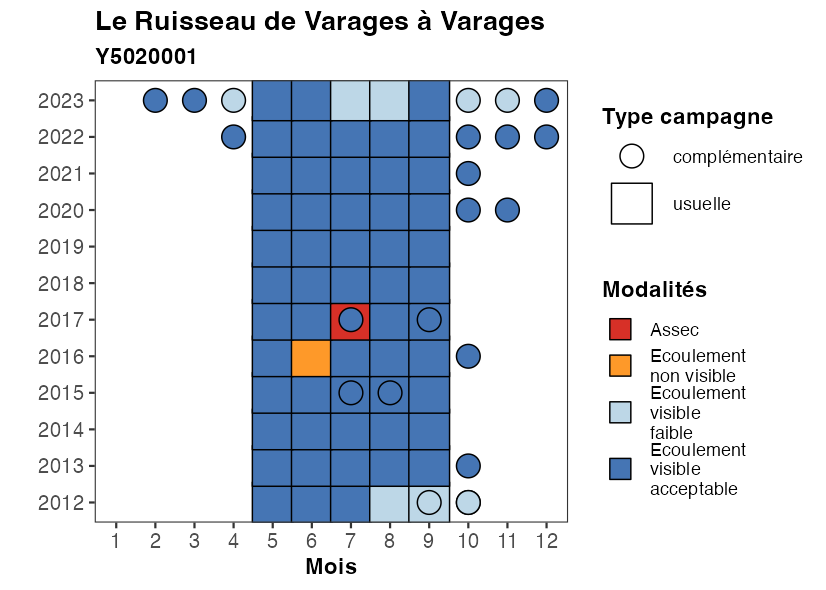 Le Ruisseau de Varages à Varages
Y5020001
2023
2022
2021
2020
2019
2018
2017
2016
2015
2014
2013
2012
1 2 3 4 5 6 7 8 9 10 11 12
Mois
Type campagne
complémentaire
usuelle
Modalités
Assec
Ecoulement
non visible
Ecoulement
visible
faible
Ecoulement
visible
acceptable